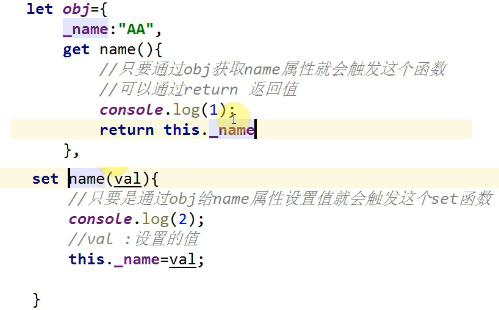 let obj={
_name:"AA",
get name(){
//只要通过obj获取name属性就会触发这个函数
//可以通过return 返回值
console.log(1);
return this._name
},
set name(val){
//只要是通过obj给name属性设置值就会触发这个set函数
console.log(2);
//val :设置的值
this._name=val;
}